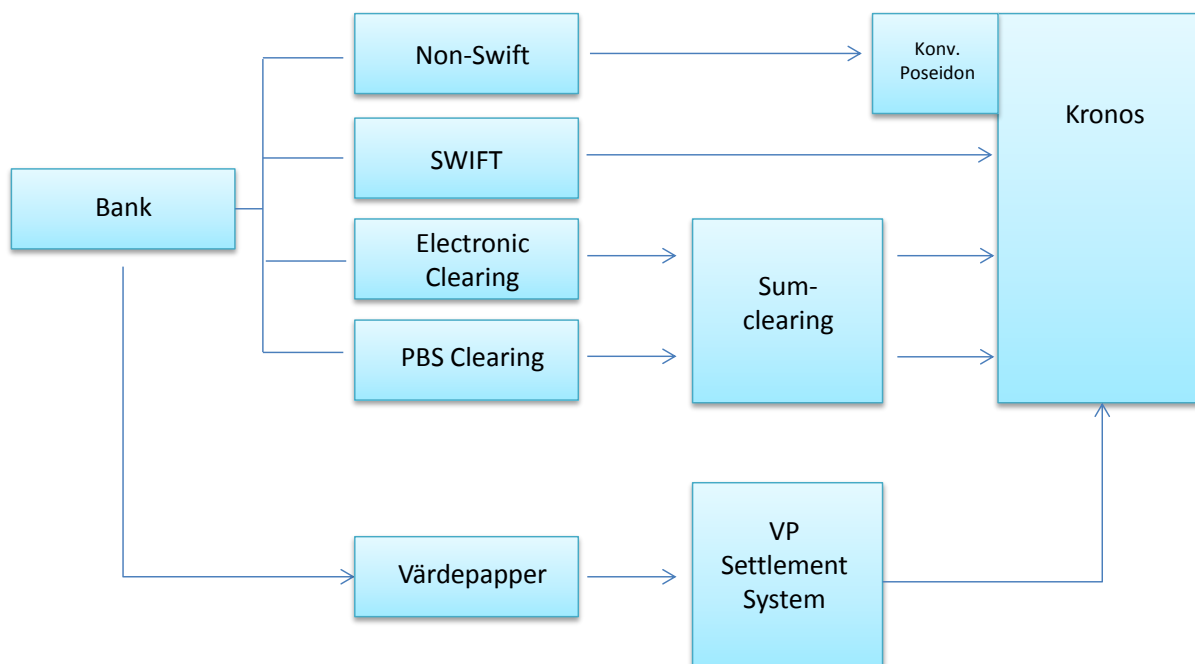 Non-Swift
Konv.
Poseidon
Kronos
SWIFT
Bank
Electronic
Clearing
Sum-
clearing
PBS Clearing
Värdepapper
VP
Settlement
System